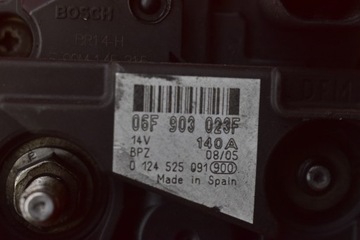 BOSCH
06F 903 023F
14V 140A
BPZ 08/05
0 124 525 091 900
Made in Spain